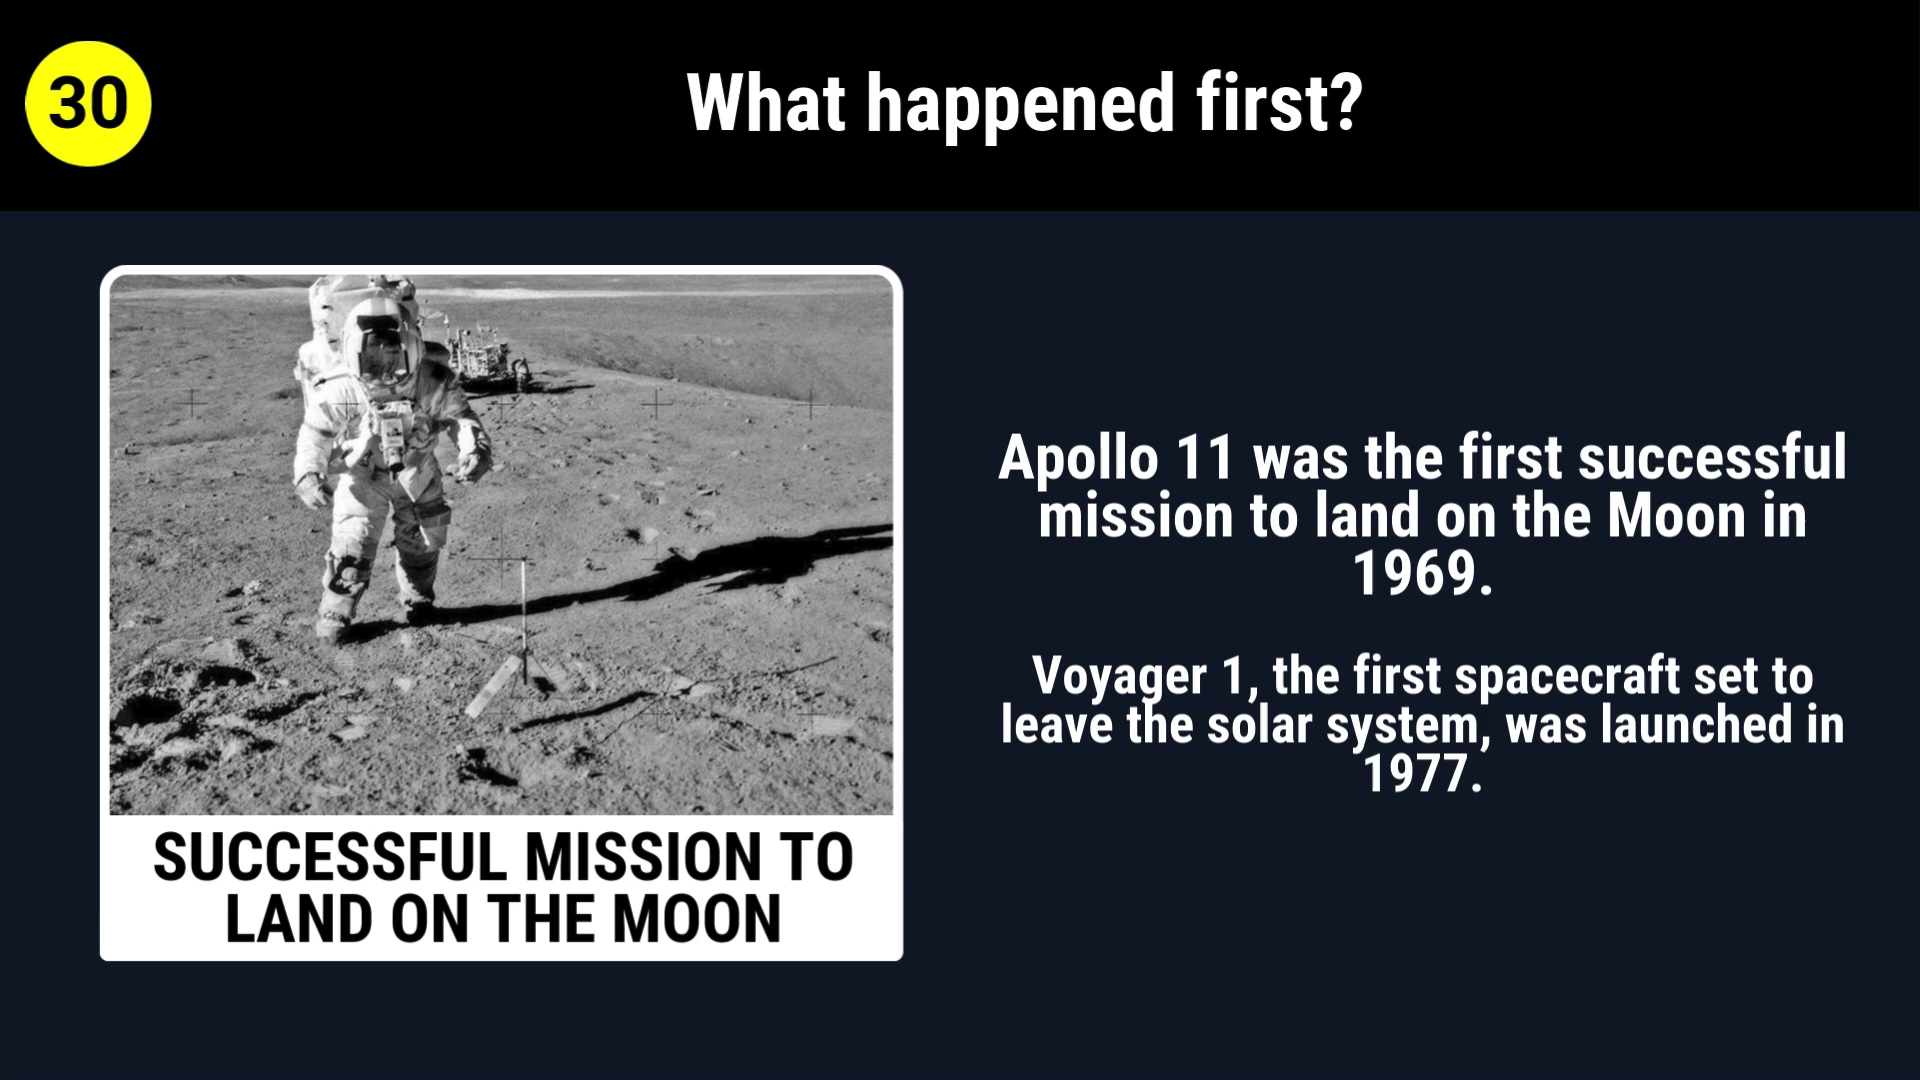 30
What happened first?
SUCCESSFUL MISSION TO
LAND ON THE MOON
Apollo 11 was the first successful
mission to land on the Moon in
1969.
Voyager 1, the first spacecraft set to
leave the solar system, was launched in
1977.